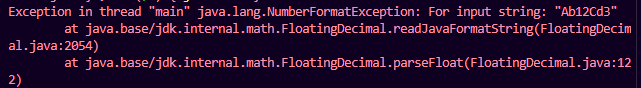 Exception in thread "main" java.lang.NumberFormatException: For input string: "Ab12Cd3"
at java.base/jdk.internal.math.FloatingDecimal.readJavaFormatString(FloatingDecim
al.java:2054)
at java.base/jdk.internal.math.FloatingDecimal.parseFloat(FloatingDecimal.java:12
2)